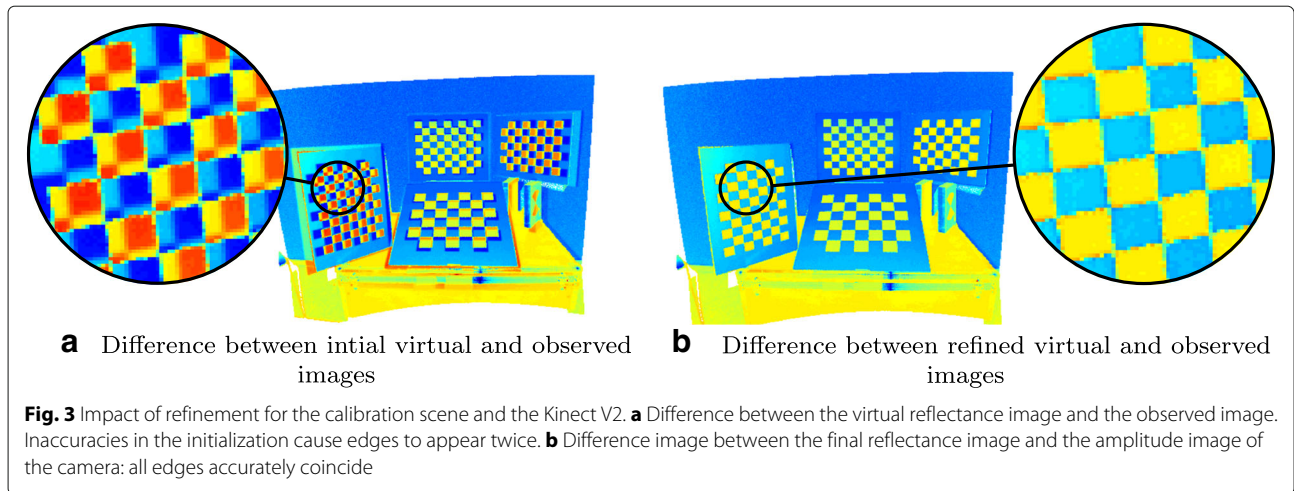 a Difference between intial virtual and observed
images
b Difference between refined virtual and observed
images
Fig. 3 Impact of refinement for the calibration scene and the Kinect V2. a Difference between the virtual reflectance image and the observed image.
Inaccuracies in the initialization cause edges to appear twice. b Difference image between the final reflectance image and the amplitude image of
the camera: all edges accurately coincide